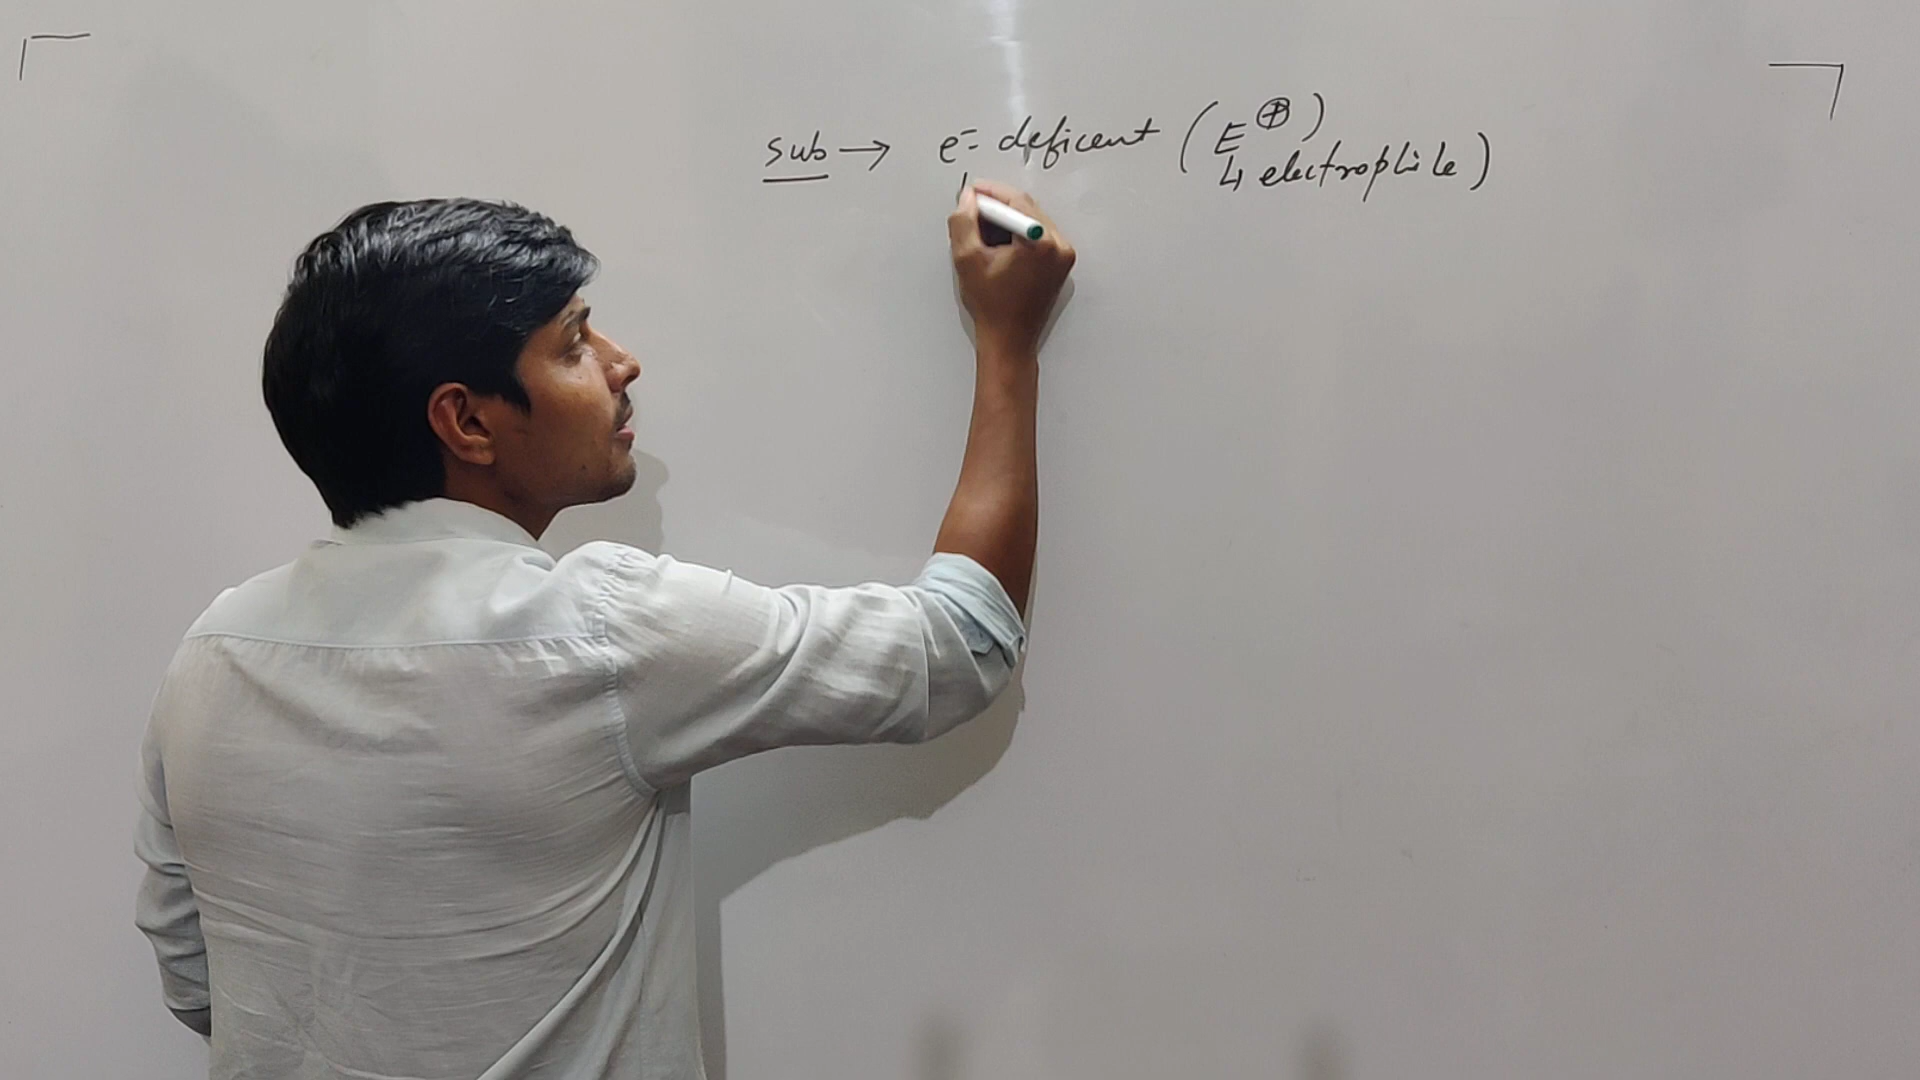 sub → e⁻ deficent (E⊕)
↳ electrophile)